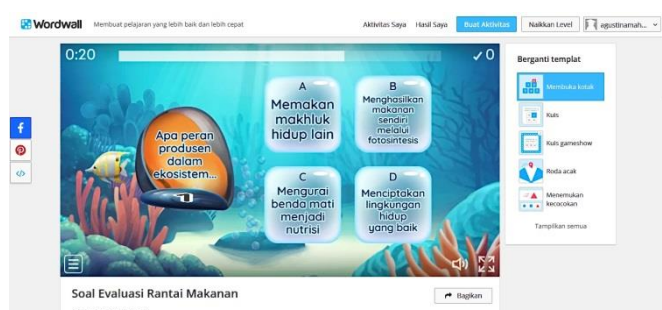 Wordwall
Membuat pelajaran yang lebih baik dan lebih cepat
Aktivitas Saya
Hasil Saya
Buat Aktivitas
Naikkan Level
agustinamah...
0:20
✓ 0
Apa peran
produsen
dalam
ekosistem...
A
Memakan
makhluk
hidup lain
B
Menghasilkan
makanan
sendiri
melalui
fotosintesis
C
Mengurai
benda mati
menjadi
nutrisi
D
Menciptakan
lingkungan
hidup
yang baik
Berganti templat
Membuka kotak
Kuis
Kuis gameshow
Roda acak
Menemukan
kecocokan
Tampilkan semua
Soal Evaluasi Rantai Makanan
Bagikan